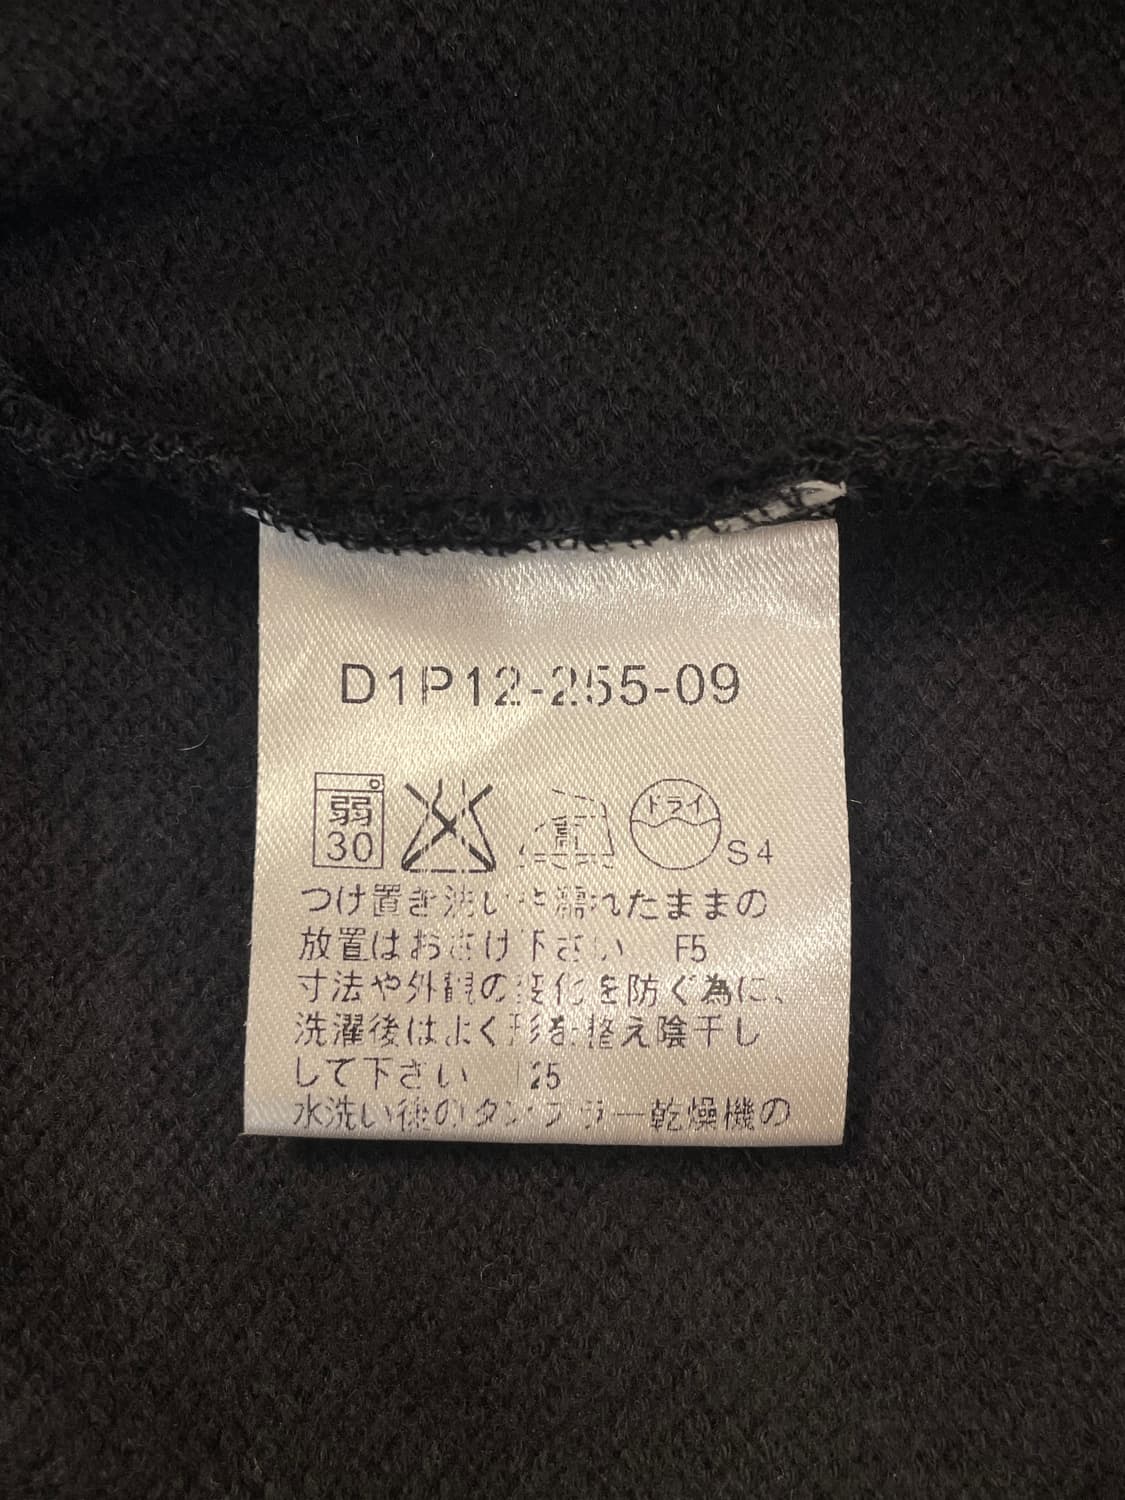 D1P12-255-09
弱
30
高
ドライ
S4
つけ置き洗いや濡れたままの
放置はおさけ下さい F5
寸法や外観の変化を防ぐ為に、
洗濯後はよく形を整え陰干し
して下さい I25
水洗い後のタンブラー乾燥機の